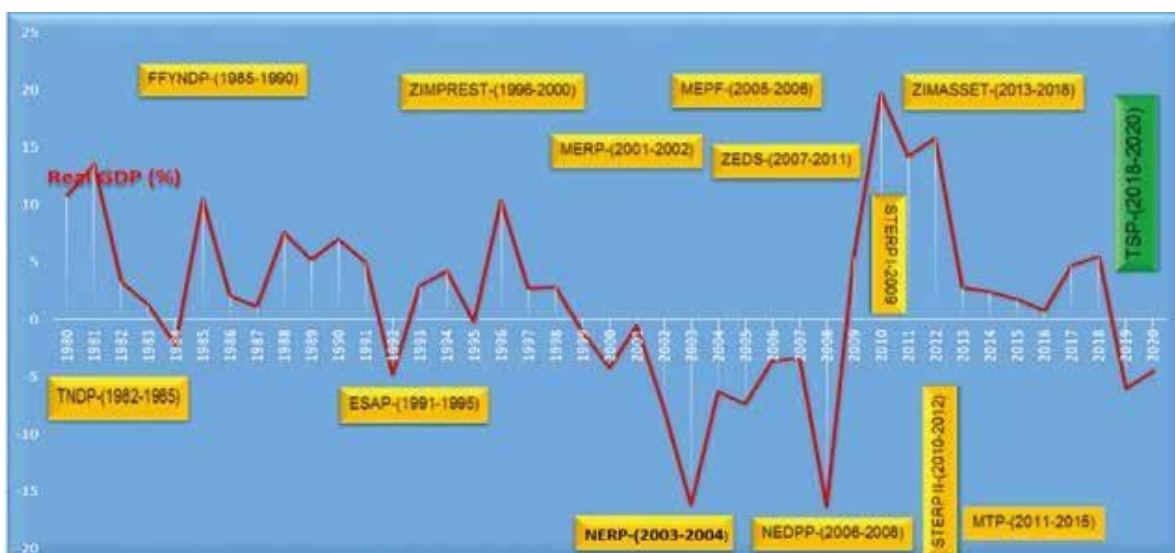 25
FFYNDP-(1985-1990)
ZIMPREST-(1996-2000)
MEPF-(2005-2006)
ZIMASSET-(2013-2018)
20
15
MERP-(2001-2002)
ZEDS-(2007-2011)
TSP-(2018-2020)
Real GDP (%)
10
STERP I-2009
5
0
1980 1981 1982 1983 1984 1985 1986 1987 1988 1989 1990 1991 1992 1993 1994 1995 1996 1997 1998 1999 2000 2001 2002 2003 2004 2005 2006 2007 2008 2009 2010 2011 2012 2013 2014 2015 2016 2017 2018 2019 2020
-5
TNDP-(1982-1985)
ESAP-(1991-1995)
-10
STERP II-(2010-2012)
-15
NERP-(2003-2004)
NEDPP-(2006-2008)
MTP-(2011-2015)
-20